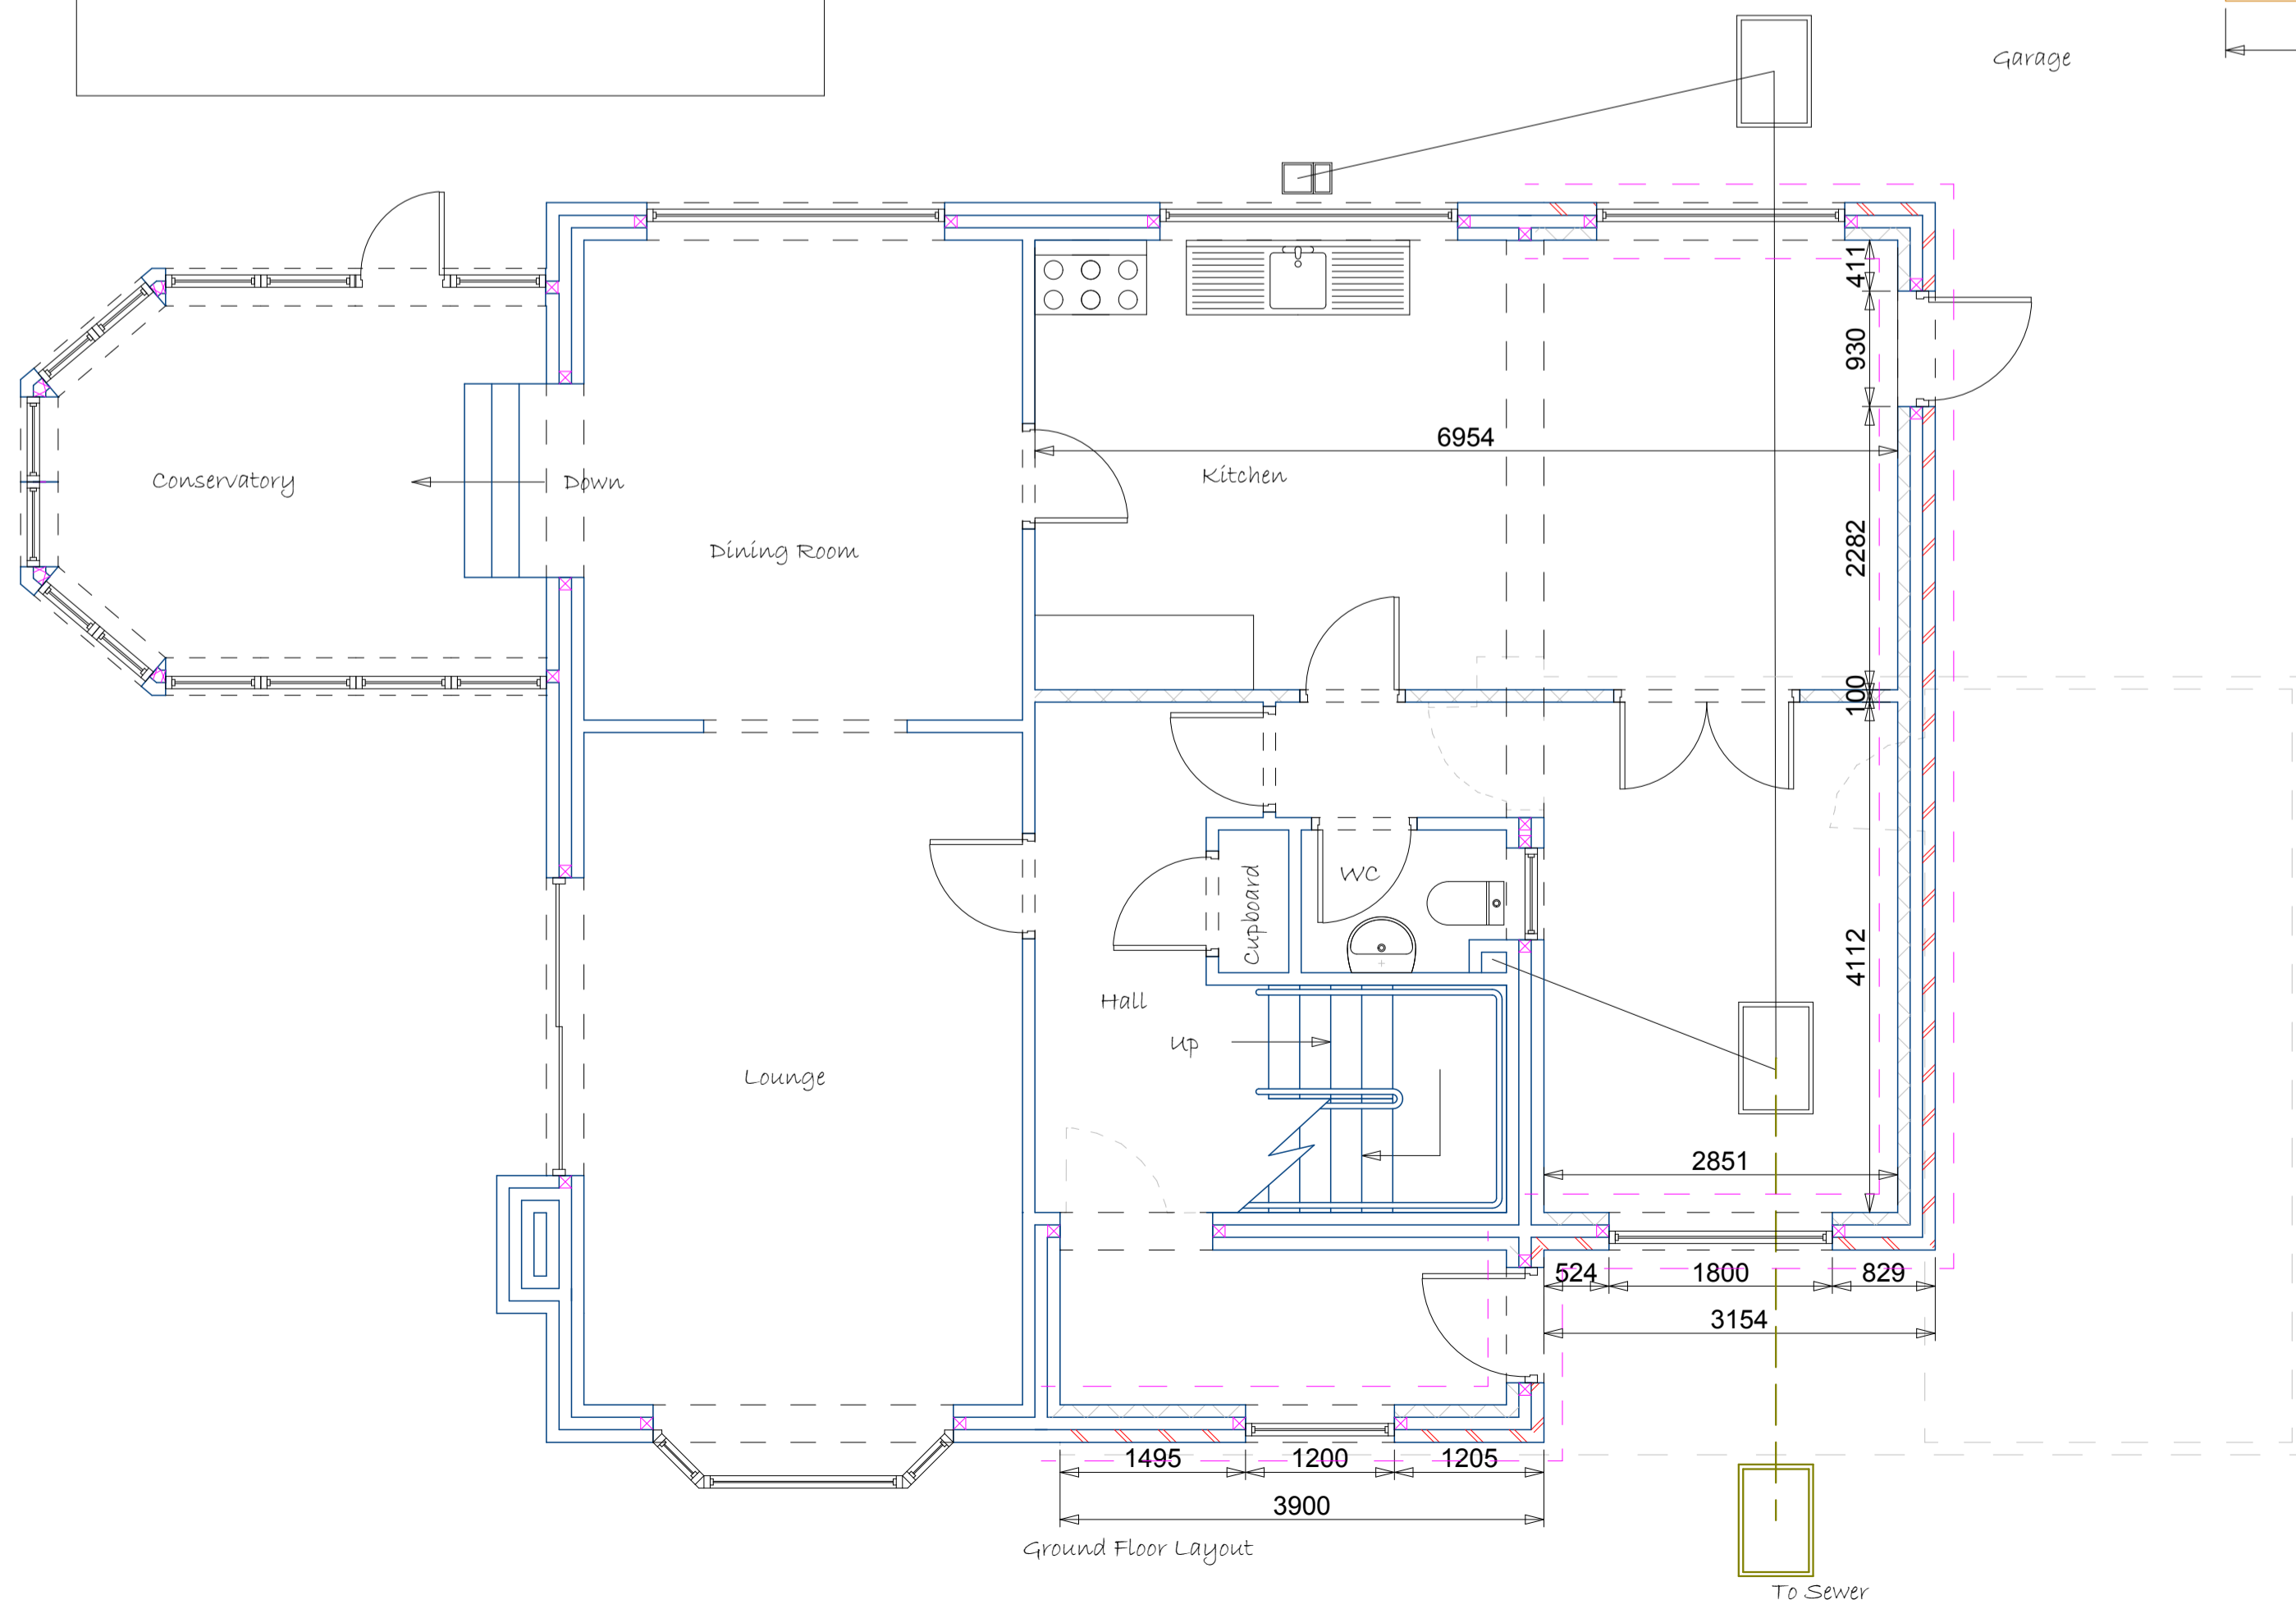 Garage
411
930
6954
Conservatory
Down
Kitchen
Dining Room
2282
100
WC
Cupboard
4112
Hall
Up
Lounge
2851
524
1800
829
3154
1495
1200
1205
3900
Ground Floor Layout
To Sewer